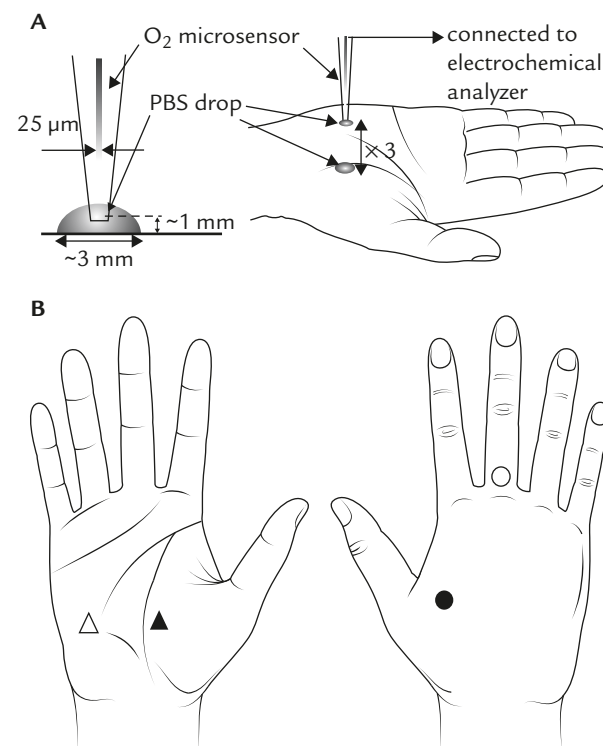 A
O₂ microsensor
connected to
electrochemical
analyzer
PBS drop
25 μm
× 3
~1 mm
~3 mm
B